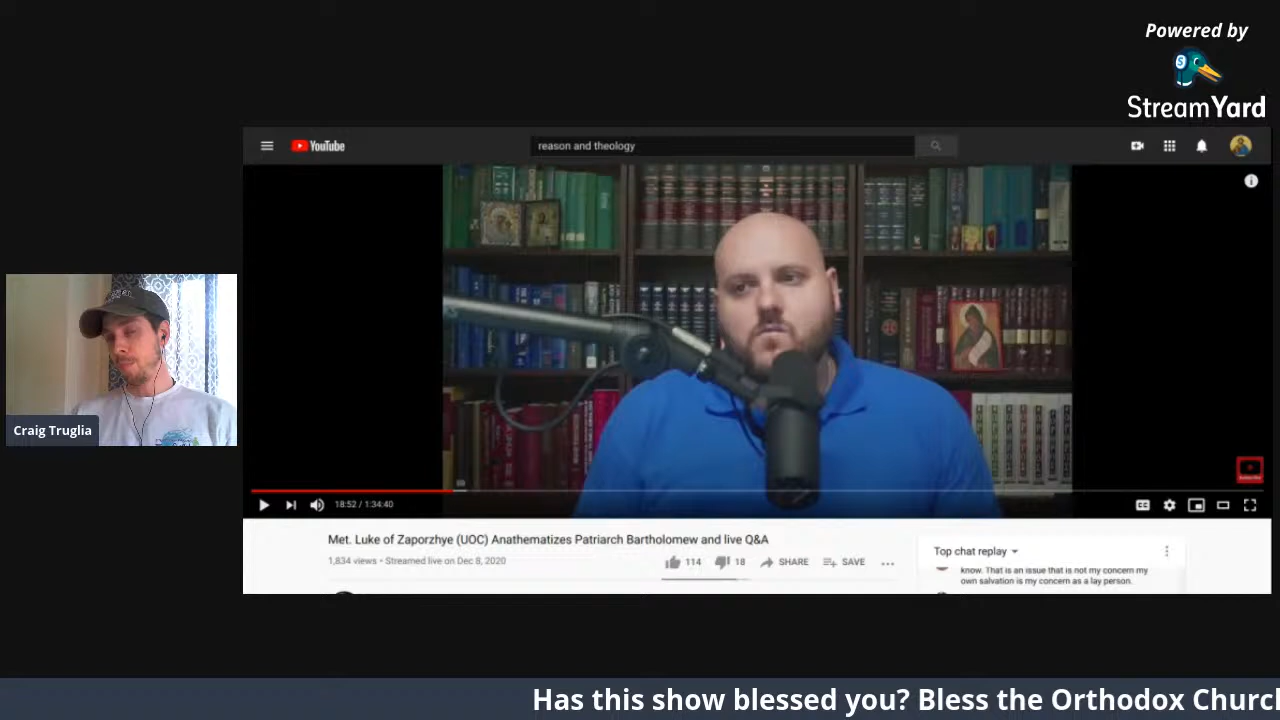 Powered by
StreamYard
YouTube
reason and theology
18:52 / 1:34:40
Met. Luke of Zaporzhye (UOC) Anathematizes Patriarch Bartholomew and live Q&A
1,834 views • Streamed live on Dec 8, 2020
114
18
SHARE
SAVE
Top chat replay
know. That is an issue that is not my concern my
own salvation is my concern as a lay person.
Craig Truglia
Has this show blessed you? Bless the Orthodox Churc